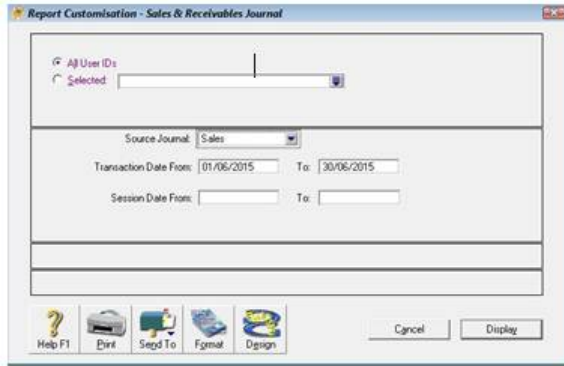 Report Customisation - Sales & Receivables Journal
All User IDs
Selected:
Source Journal: Sales
Transaction Date From: 01/06/2015 To: 30/06/2015
Session Date From: To:
Help F1 Print Send To Format Design
Cancel Display